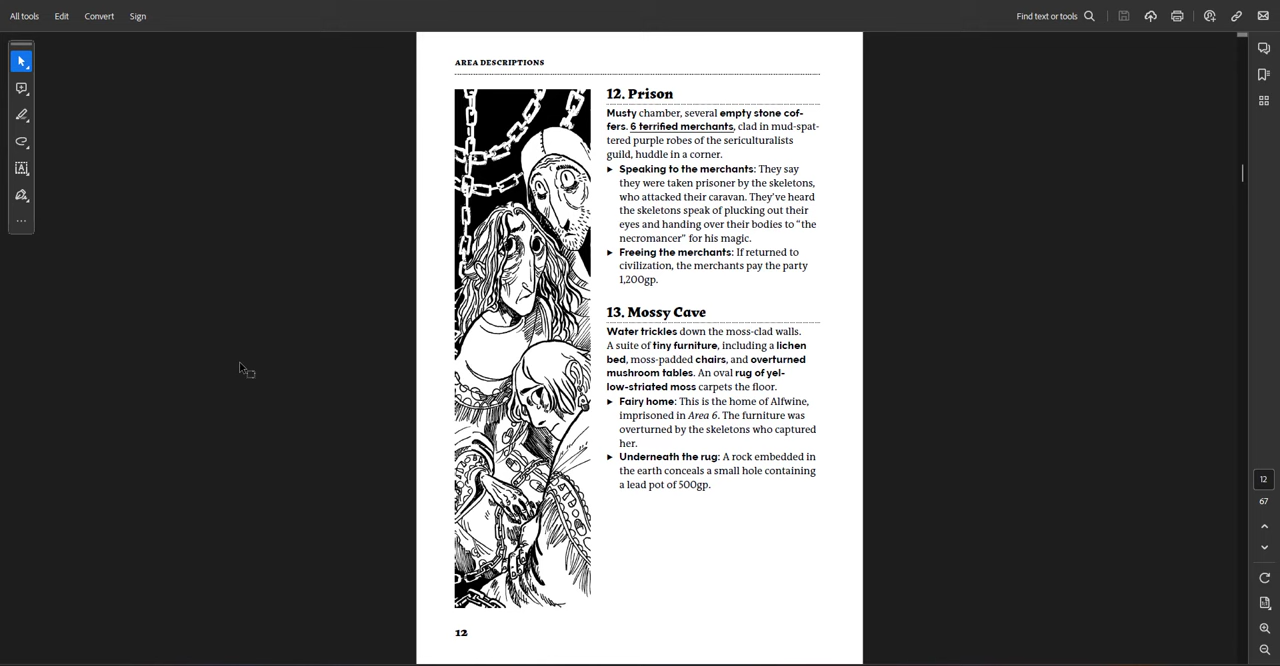 All tools Edit Convert Sign
Find text or tools
AREA DESCRIPTIONS
12. Prison
Musty chamber, several empty stone cof-
fers. 6 terrified merchants, clad in mud-spat-
tered purple robes of the sericulturalists
guild, huddle in a corner.
► Speaking to the merchants: They say
they were taken prisoner by the skeletons,
who attacked their caravan. They've heard
the skeletons speak of plucking out their
eyes and handing over their bodies to "the
necromancer" for his magic.
► Freeing the merchants: If returned to
civilization, the merchants pay the party
1,200gp.
13. Mossy Cave
Water trickles down the moss-clad walls.
A suite of tiny furniture, including a lichen
bed, moss-padded chairs, and overturned
mushroom tables. An oval rug of yel-
low-striated moss carpets the floor.
► Fairy home: This is the home of Alfwine,
imprisoned in Area 6. The furniture was
overturned by the skeletons who captured
her.
► Underneath the rug: A rock embedded in
the earth conceals a small hole containing
a lead pot of 500gp.
12
12
67